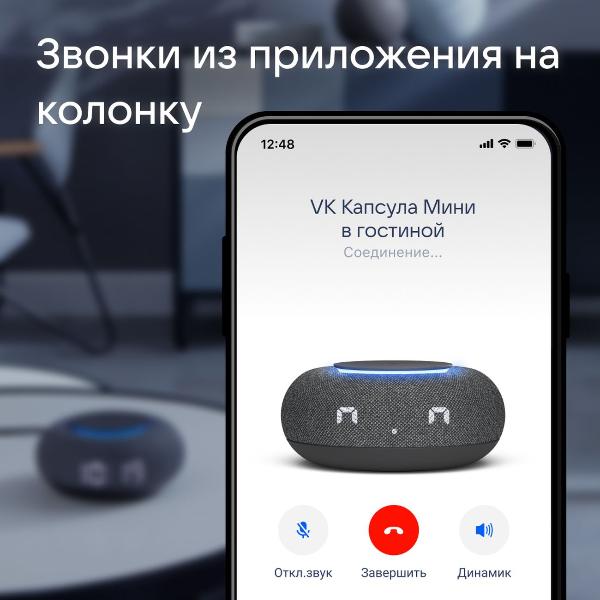 Звонки из приложения на
колонку
12:48
VK Капсула Мини
в гостиной
Соединение...
Откл.звук
Завершить
Динамик